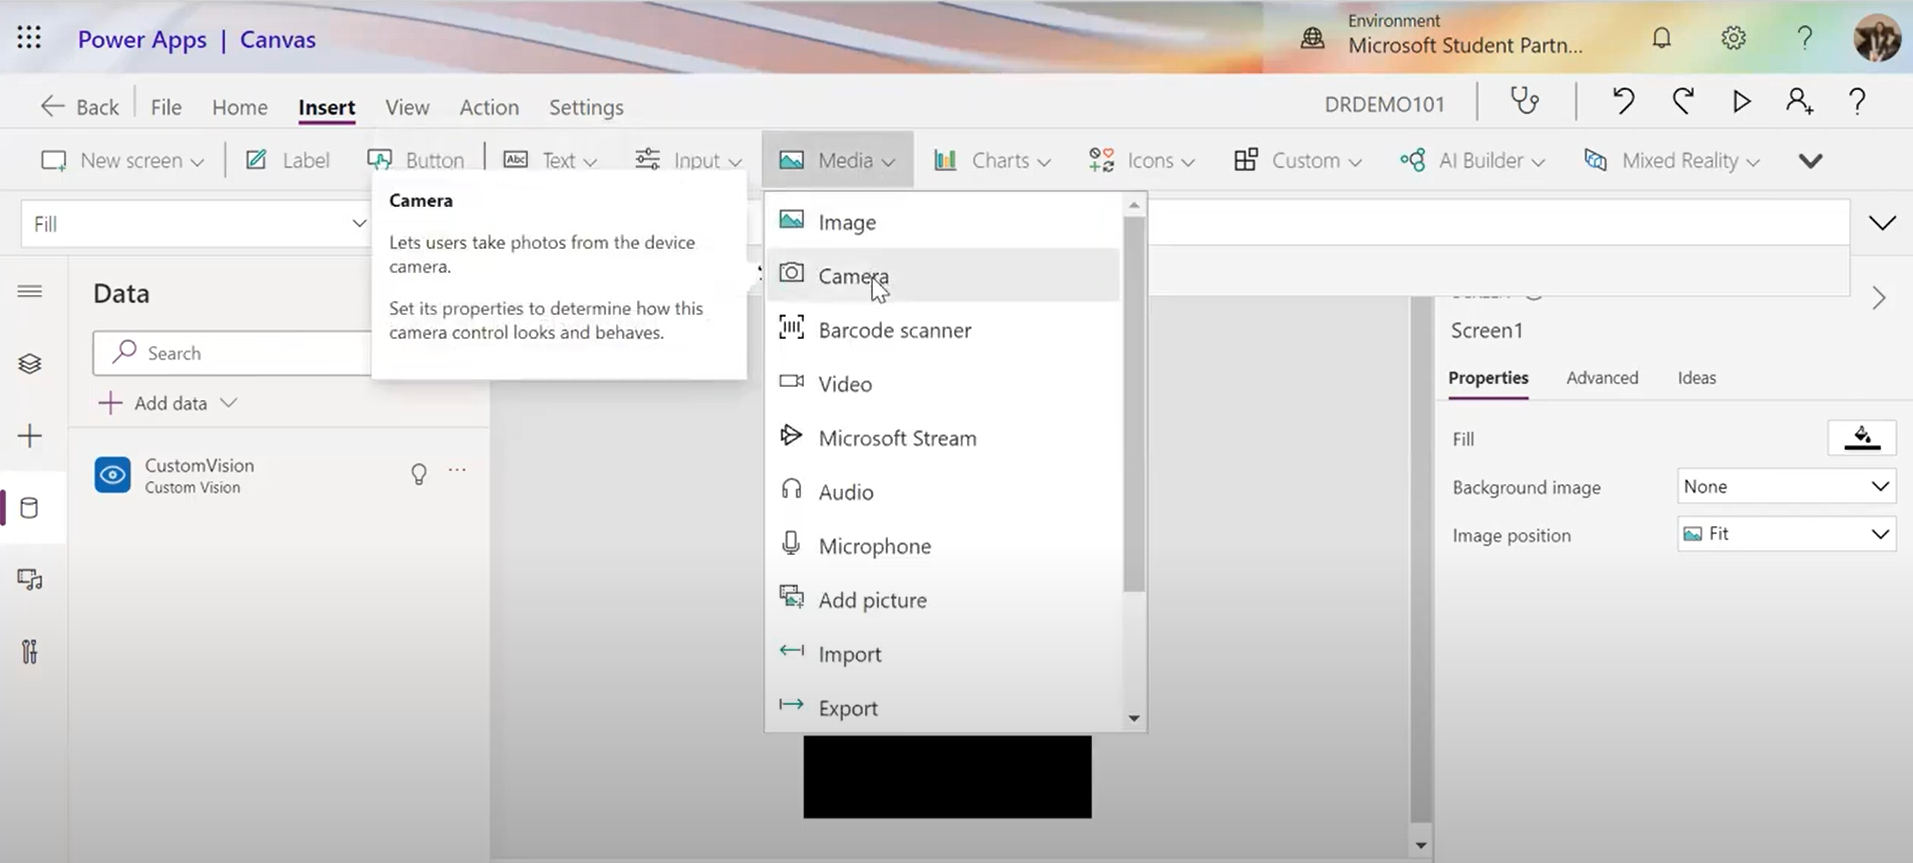 Power Apps | Canvas
Environment
Microsoft Student Partn...
Back
File
Home
Insert
View
Action
Settings
DRDEMO101
New screen
Label
Button
Abc
Text
Input
Media
Charts
Icons
Custom
AI Builder
Mixed Reality
Fill
Camera
Lets users take photos from the device
camera.
Set its properties to determine how this
camera control looks and behaves.
Image
Camera
Barcode scanner
Video
Microsoft Stream
Audio
Microphone
Add picture
Import
Export
Data
Search
Add data
CustomVision
Custom Vision
Screen1
Properties
Advanced
Ideas
Fill
Background image
None
Image position
Fit